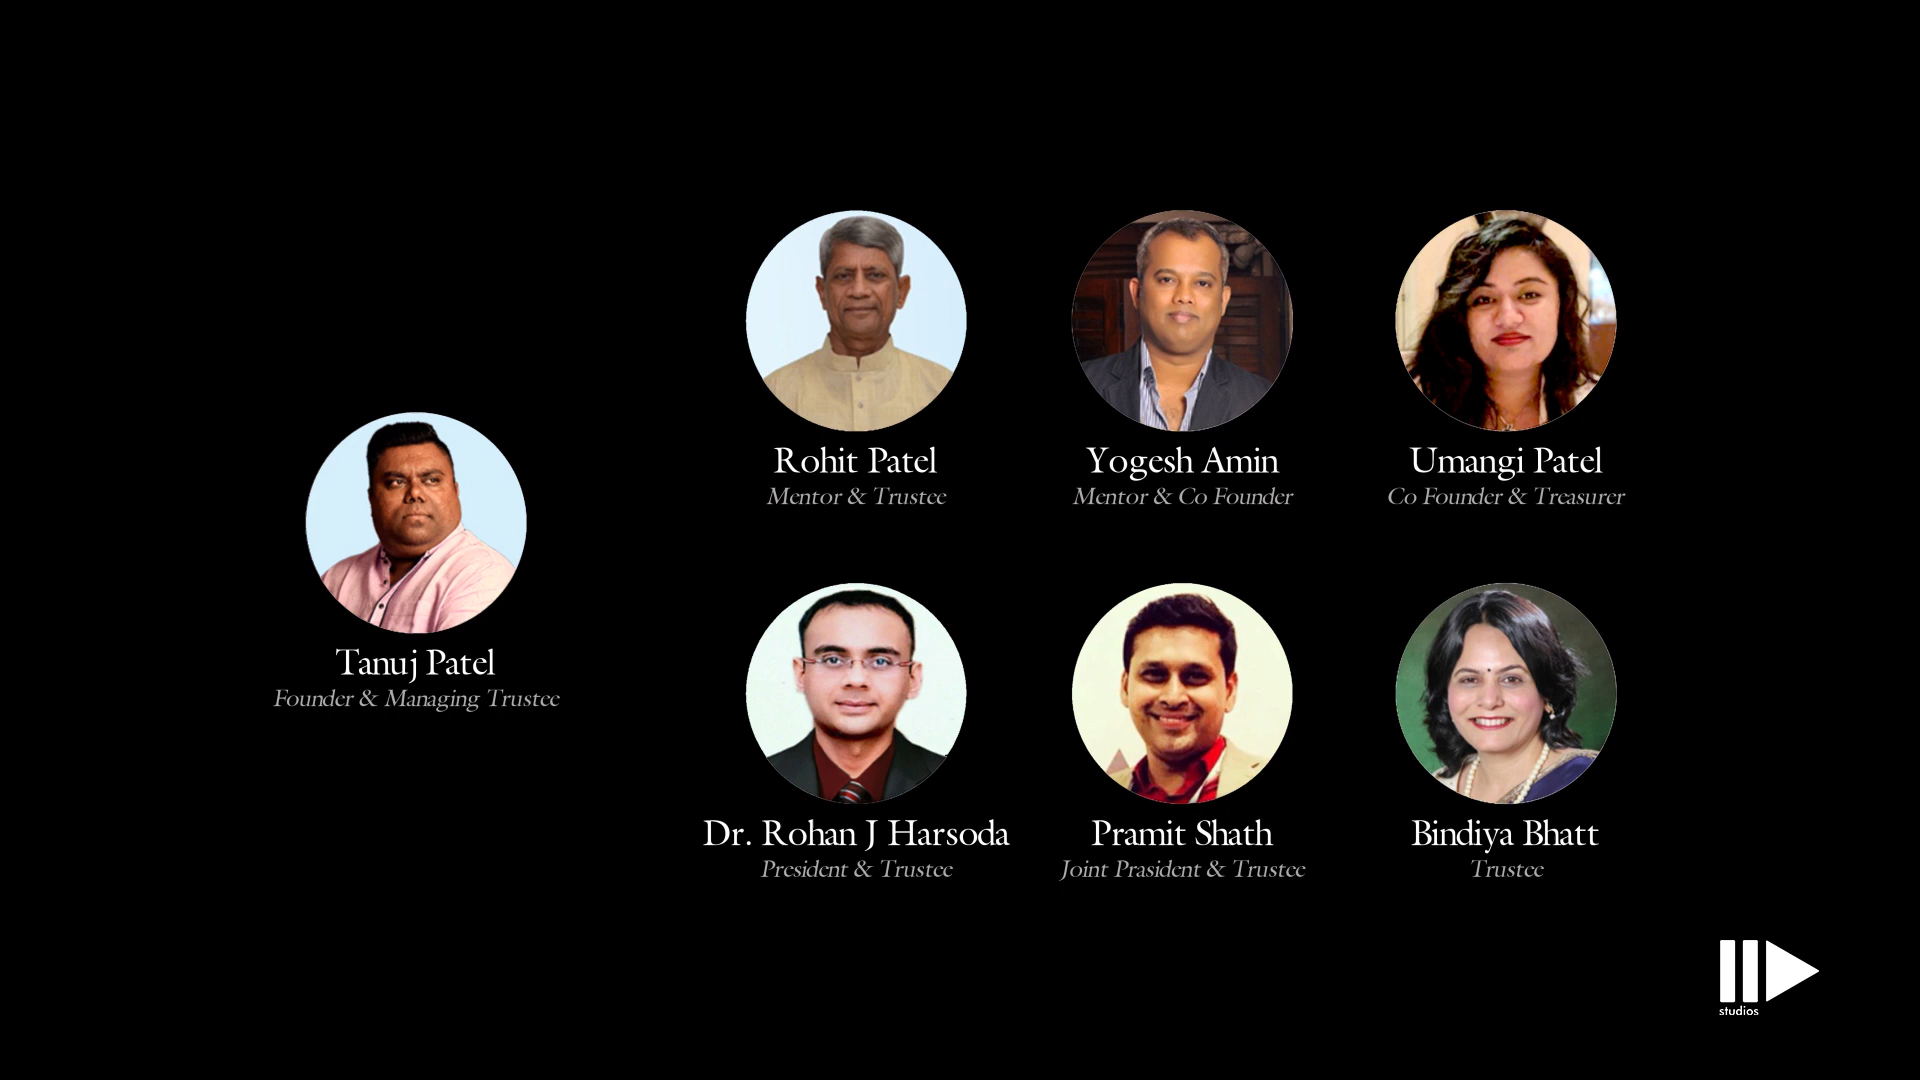 Tanuj Patel
Founder & Managing Trustee
Rohit Patel
Mentor & Trustee
Yogesh Amin
Mentor & Co Founder
Umangi Patel
Co Founder & Treasurer
Dr. Rohan J Harsoda
President & Trustee
Pramit Shath
Joint Prasident & Trustee
Bindiya Bhatt
Trustee
studios